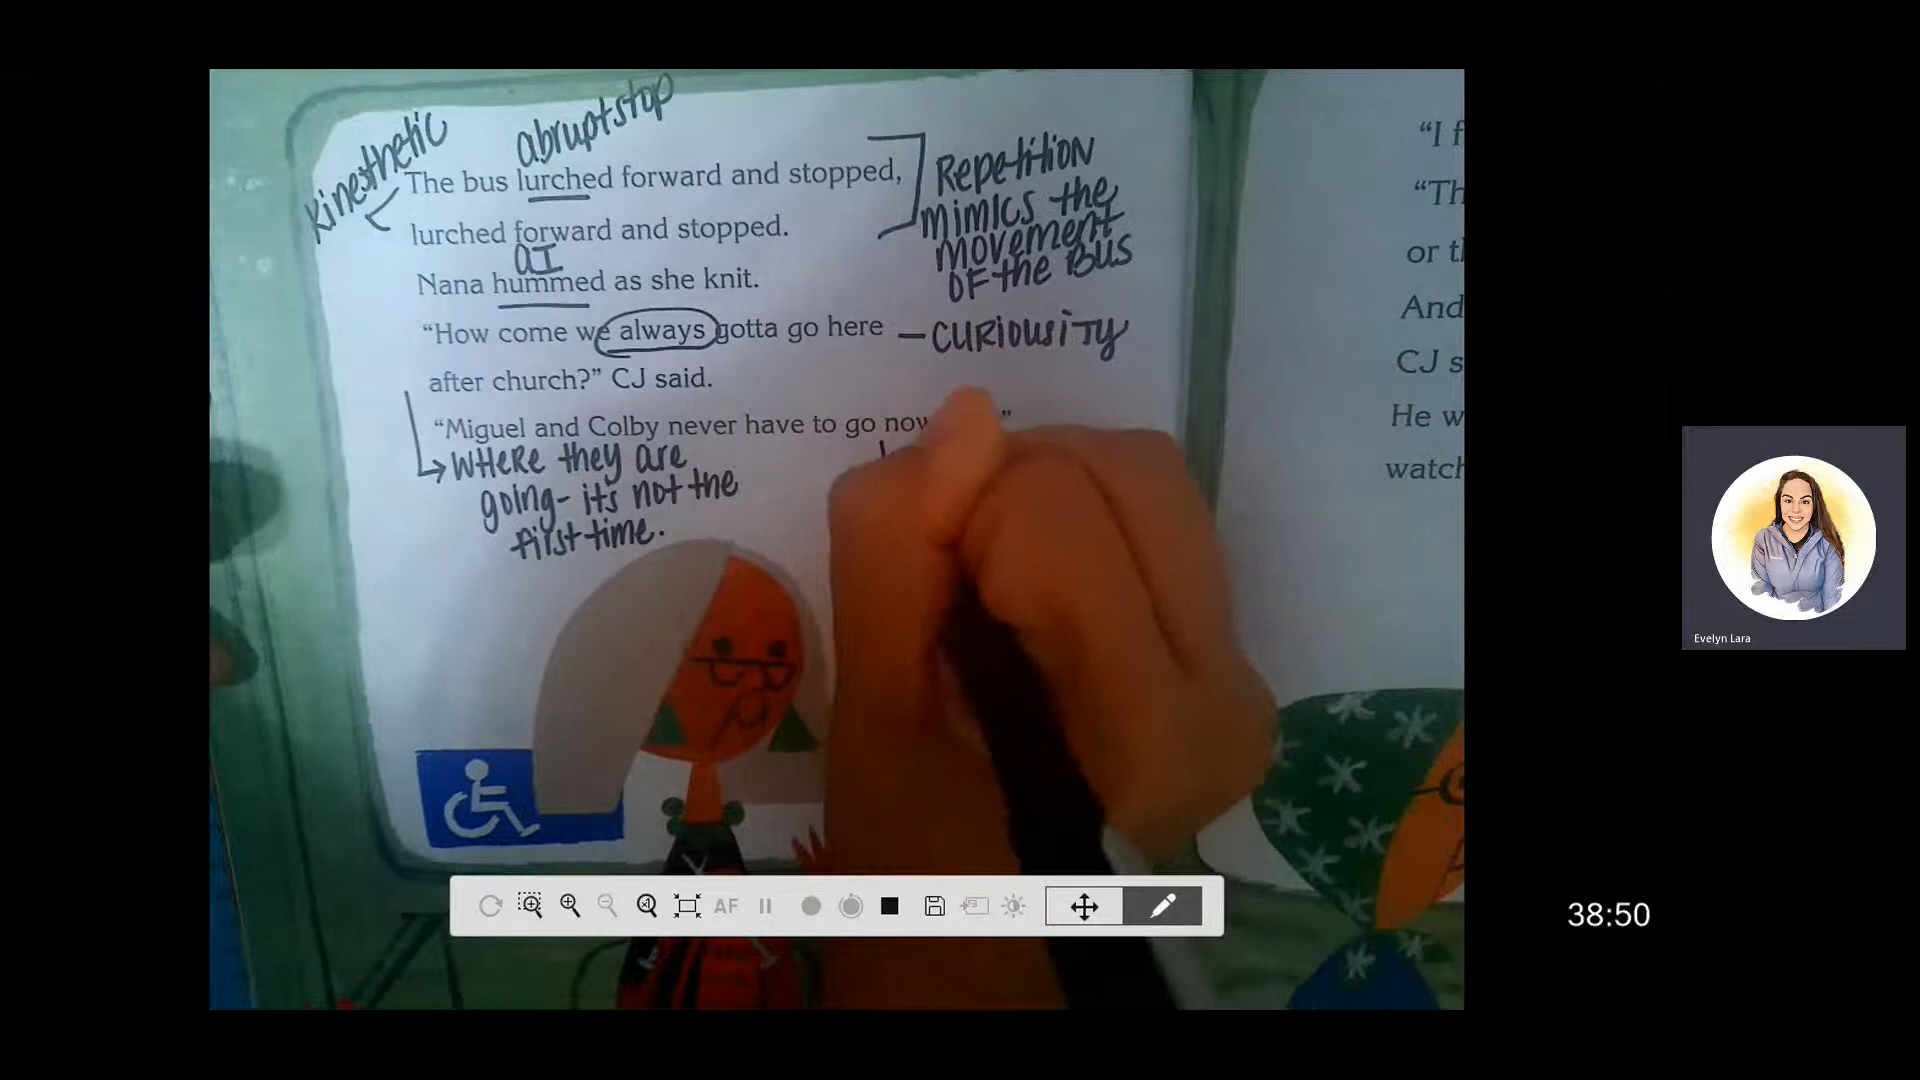 Kinesthetic
abrupt stop
The bus lurched forward and stopped,
lurched forward and stopped.
AI
Nana hummed as she knit.
“How come we always gotta go here
after church?” CJ said.
“Miguel and Colby never have to go
Repetition
mimics the
movement
OF the Bus
— CURIOUSITY
WHERE they are
going- its not the
first time.
“I f
“Th
And
CJ s
He w
watch
AF
Evelyn Lara
38:50